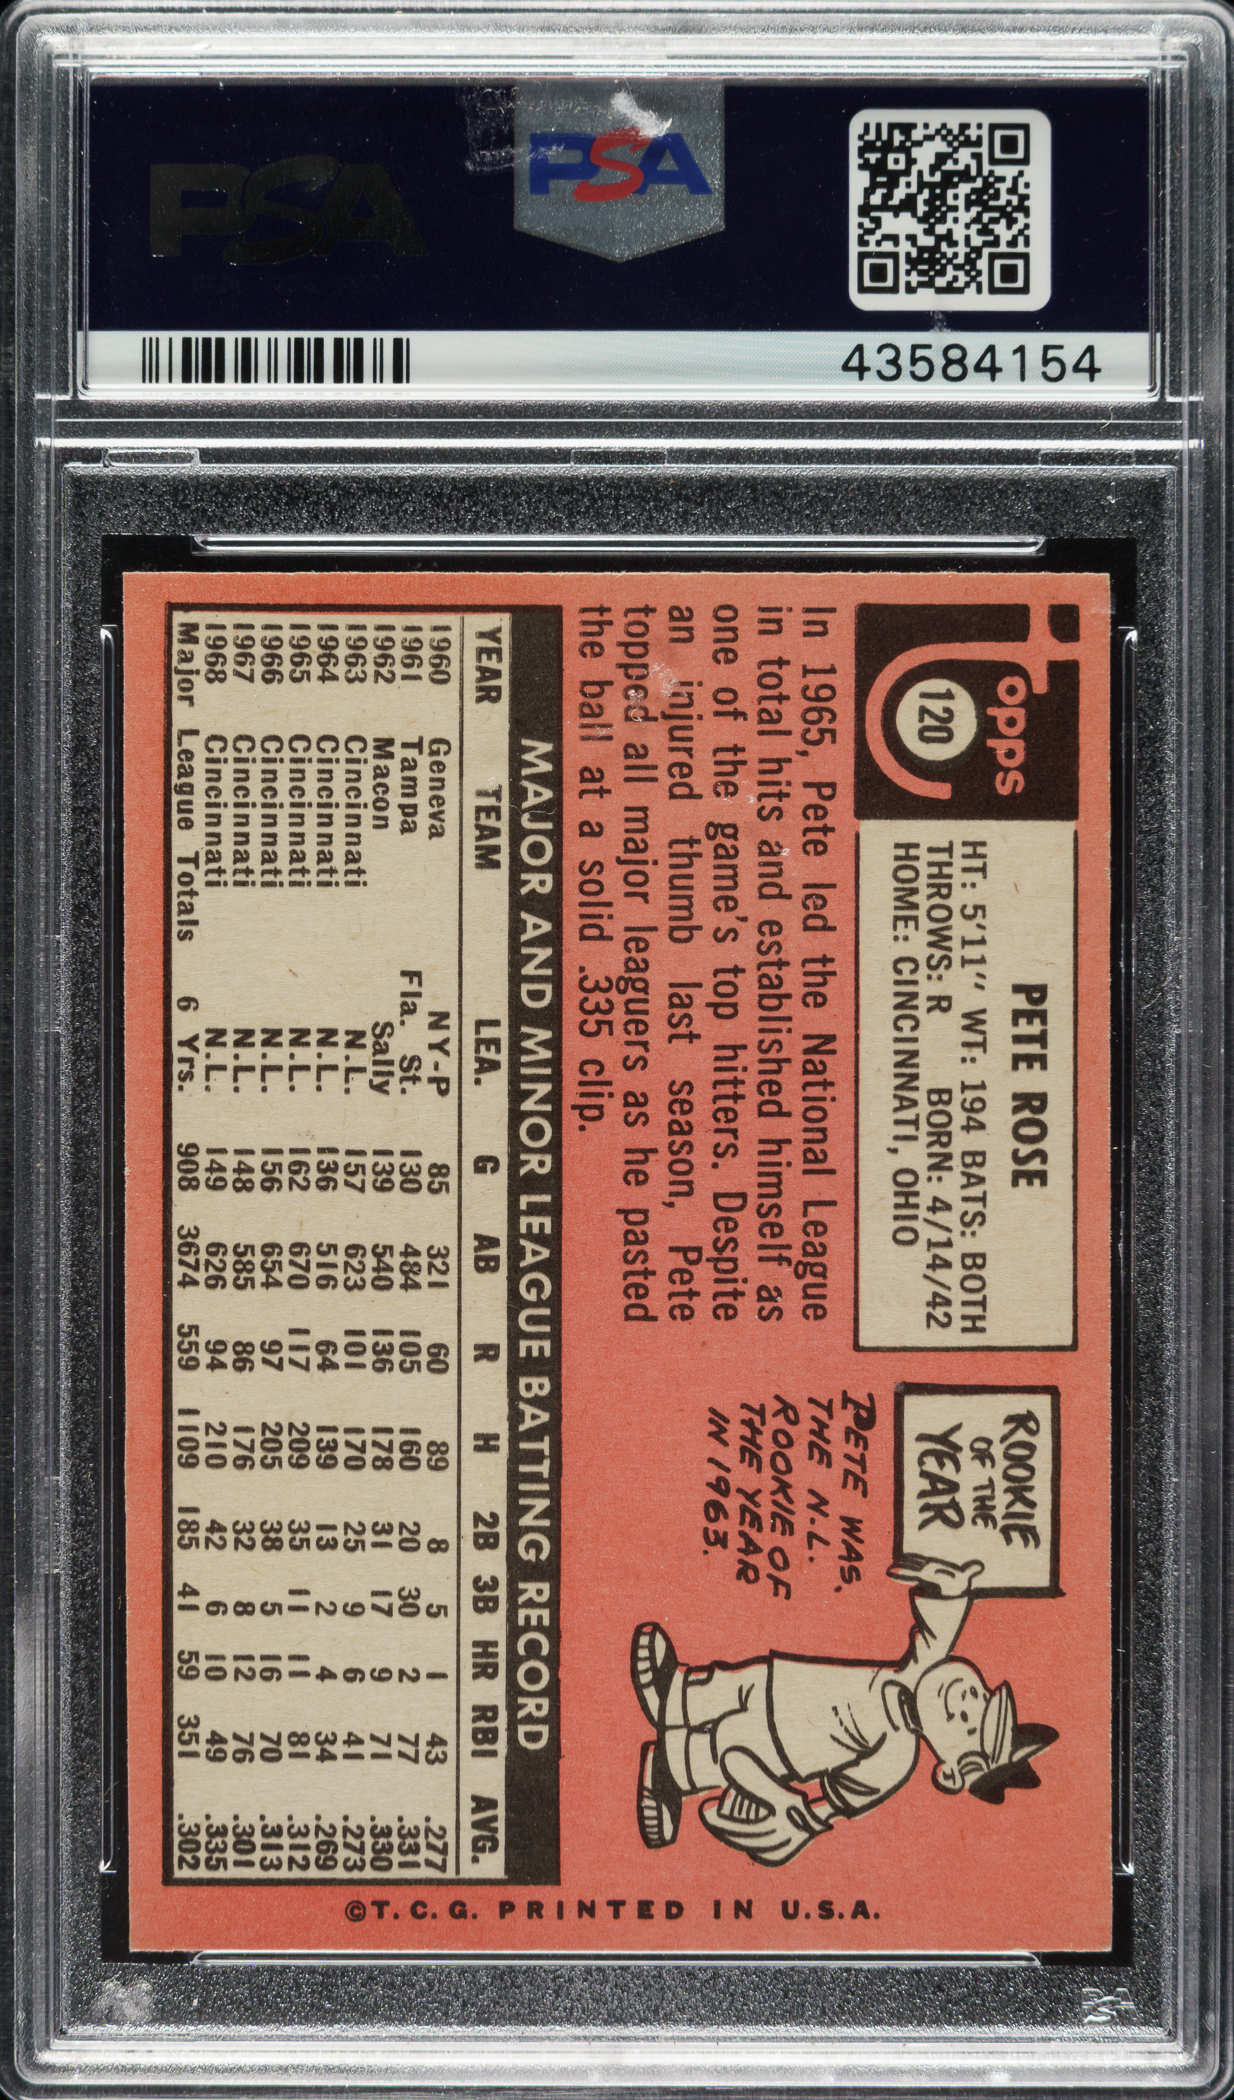 PSA
PSA
43584154
Topps
120
PETE ROSE
HT: 5'11" WT: 194 BATS: BOTH
THROWS: R BORN: 4/14/42
HOME: CINCINNATI, OHIO
In 1965, Pete led the National League
in total hits and established himself as
one of the game's top hitters. Despite
an injured thumb last season, Pete
topped all major leaguers as he pasted
the ball at a solid .335 clip.
ROOKIE
OF THE
YEAR
PETE WAS
THE N.L.
ROOKIE OF
THE YEAR
IN 1963.
MAJOR AND MINOR LEAGUE BATTING RECORD
YEAR TEAM LEA. G AB R H 2B 3B HR RBI AVG.
1960 Geneva NY-P 85 321 60 89 8 5 1 43 .277
1961 Tampa Fla. St. 130 484 105 160 20 30 2 77 .331
1962 Macon Sally 139 540 136 178 31 17 9 71 .330
1963 Cincinnati N.L. 157 623 101 170 25 9 6 41 .273
1964 Cincinnati N.L. 136 516 64 139 13 2 4 34 .269
1965 Cincinnati N.L. 162 670 117 209 35 11 11 81 .312
1966 Cincinnati N.L. 156 654 97 205 38 5 16 70 .313
1967 Cincinnati N.L. 148 585 86 176 32 8 12 76 .301
1968 Cincinnati N.L. 149 626 94 210 42 6 10 49 .335
Major League Totals 6 Yrs. 908 3674 559 1109 185 41 59 351 .302
©T.C.G. PRINTED IN U.S.A.
PSA